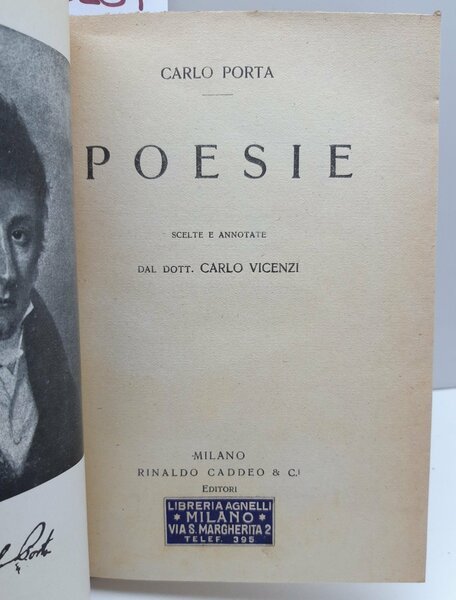 CARLO PORTA
POESIE
SCELTE E ANNOTATE
DAL DOTT. CARLO VICENZI
MILANO
RINALDO CADDEO & C.i
EDITORI
LIBRERIA AGNELLI
* MILANO *
VIA S. MARGHERITA 2
TELEF. 395
Porta